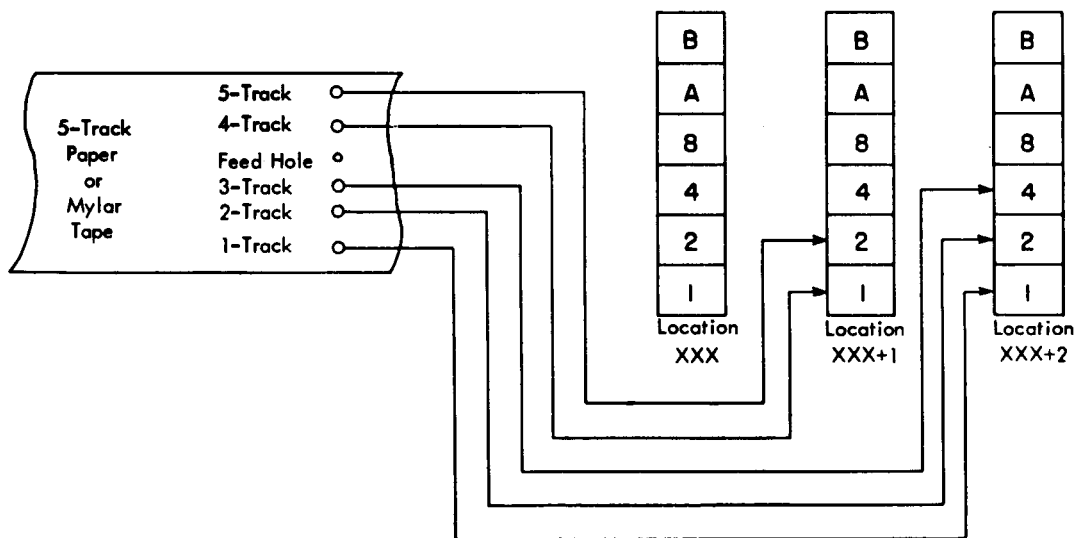 5-Track
Paper
or
Mylar
Tape
5-Track
4-Track
Feed Hole
3-Track
2-Track
1-Track
B
A
8
4
2
1
Location
XXX
B
A
8
4
2
1
Location
XXX+1
B
A
8
4
2
1
Location
XXX+2